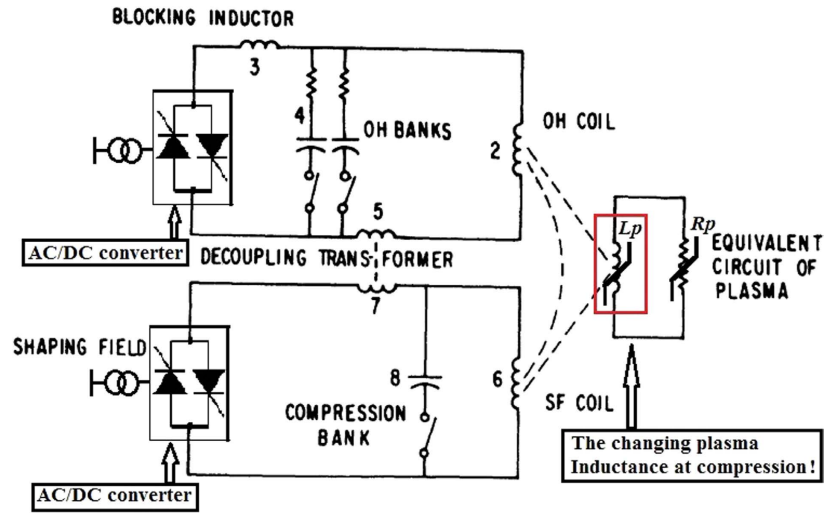 BLOCKING INDUCTOR
3
4
OH BANKS
2
OH COIL
5
AC/DC converter
DECOUPLING TRANSFORMER
Lp
Rp
EQUIVALENT
CIRCUIT OF
PLASMA
7
SHAPING FIELD
8
6
COMPRESSION
BANK
SF COIL
AC/DC converter
The changing plasma
Inductance at compression!